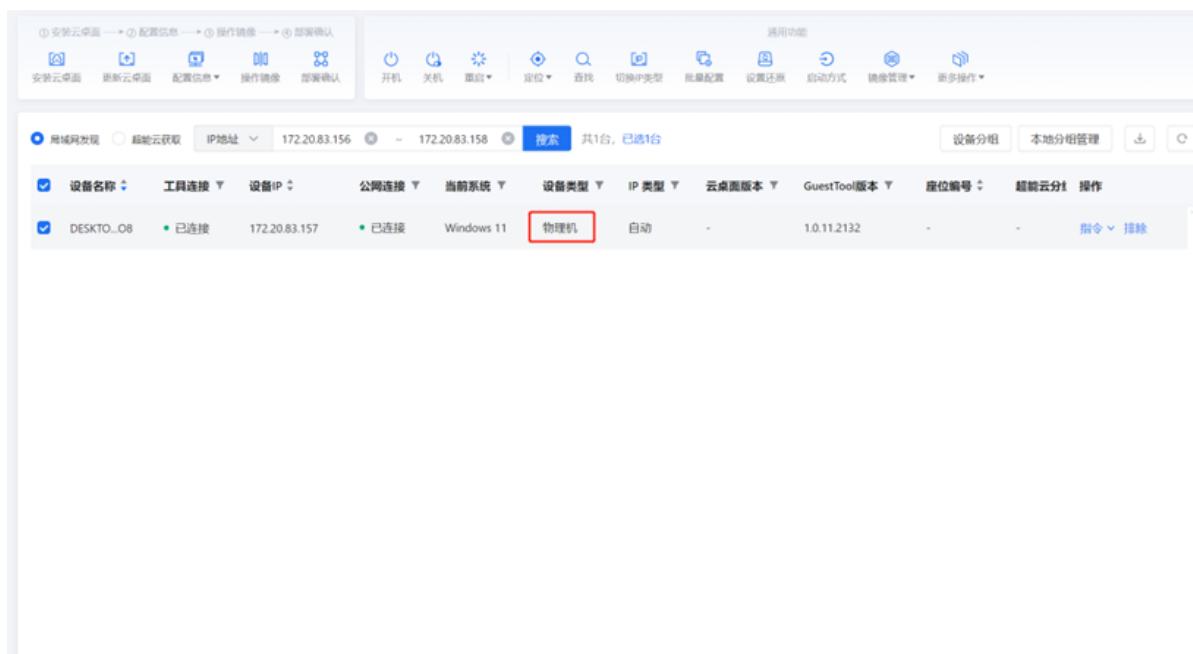 ① 安装云桌面 ② 配置信息 ③ 操作镜像 ④ 部署确认 通用功能
安装云桌面 更新云桌面 配置信息 操作镜像 部署确认 开机 关机 重启 定位 查找 切换IP类型 批量配置 设置还原 启动方式 镜像管理 更多操作
局域网发现 超能云获取 IP地址 172.20.83.156 ~ 172.20.83.158 搜索 共1台, 已选1台 设备分组 本地分组管理
设备名称 工具连接 设备IP 公网连接 当前系统 设备类型 IP 类型 云桌面版本 GuestTool版本 座位编号 超能云分 操作
DESKTO...O8 已连接 172.20.83.157 已连接 Windows 11 物理机 自动 - 1.0.11.2132 - - 指令 排除